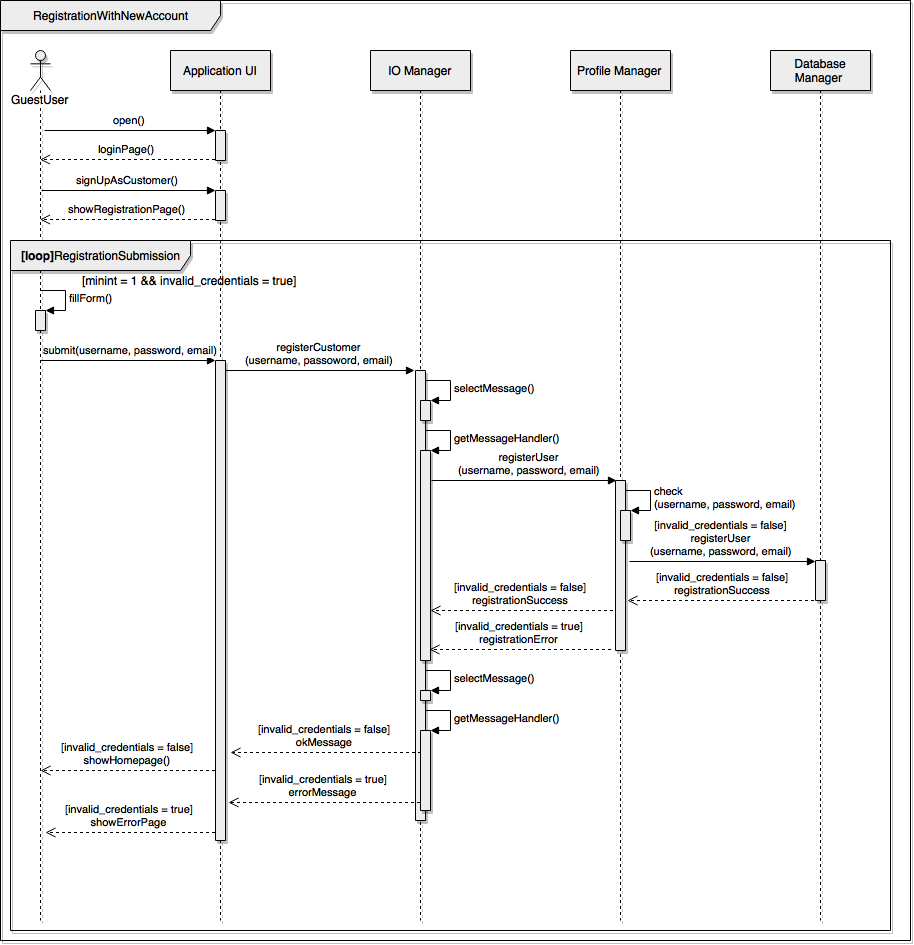 RegistrationWithNewAccount
GuestUser
Application UI
IO Manager
Profile Manager
Database
Manager
open()
loginPage()
signUpAsCustomer()
showRegistrationPage()
[loop]RegistrationSubmission
[minint = 1 && invalid_credentials = true]
fillForm()
submit(username, password, email)
registerCustomer
(username, passoword, email)
selectMessage()
getMessageHandler()
registerUser
(username, password, email)
check
(username, password, email)
[invalid_credentials = false]
registerUser
(username, password, email)
[invalid_credentials = false]
registrationSuccess
[invalid_credentials = false]
registrationSuccess
[invalid_credentials = true]
registrationError
selectMessage()
getMessageHandler()
[invalid_credentials = false]
okMessage
[invalid_credentials = false]
showHomepage()
[invalid_credentials = true]
errorMessage
[invalid_credentials = true]
showErrorPage